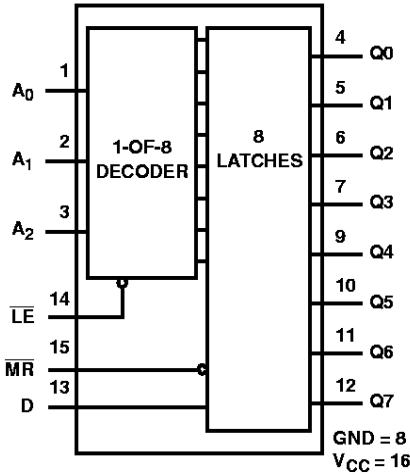 1
A0
2
A1
3
A2
14
LE
15
MR
13
D
1-OF-8
DECODER
8
LATCHES
4
Q0
5
Q1
6
Q2
7
Q3
9
Q4
10
Q5
11
Q6
12
Q7
GND = 8
VCC = 16